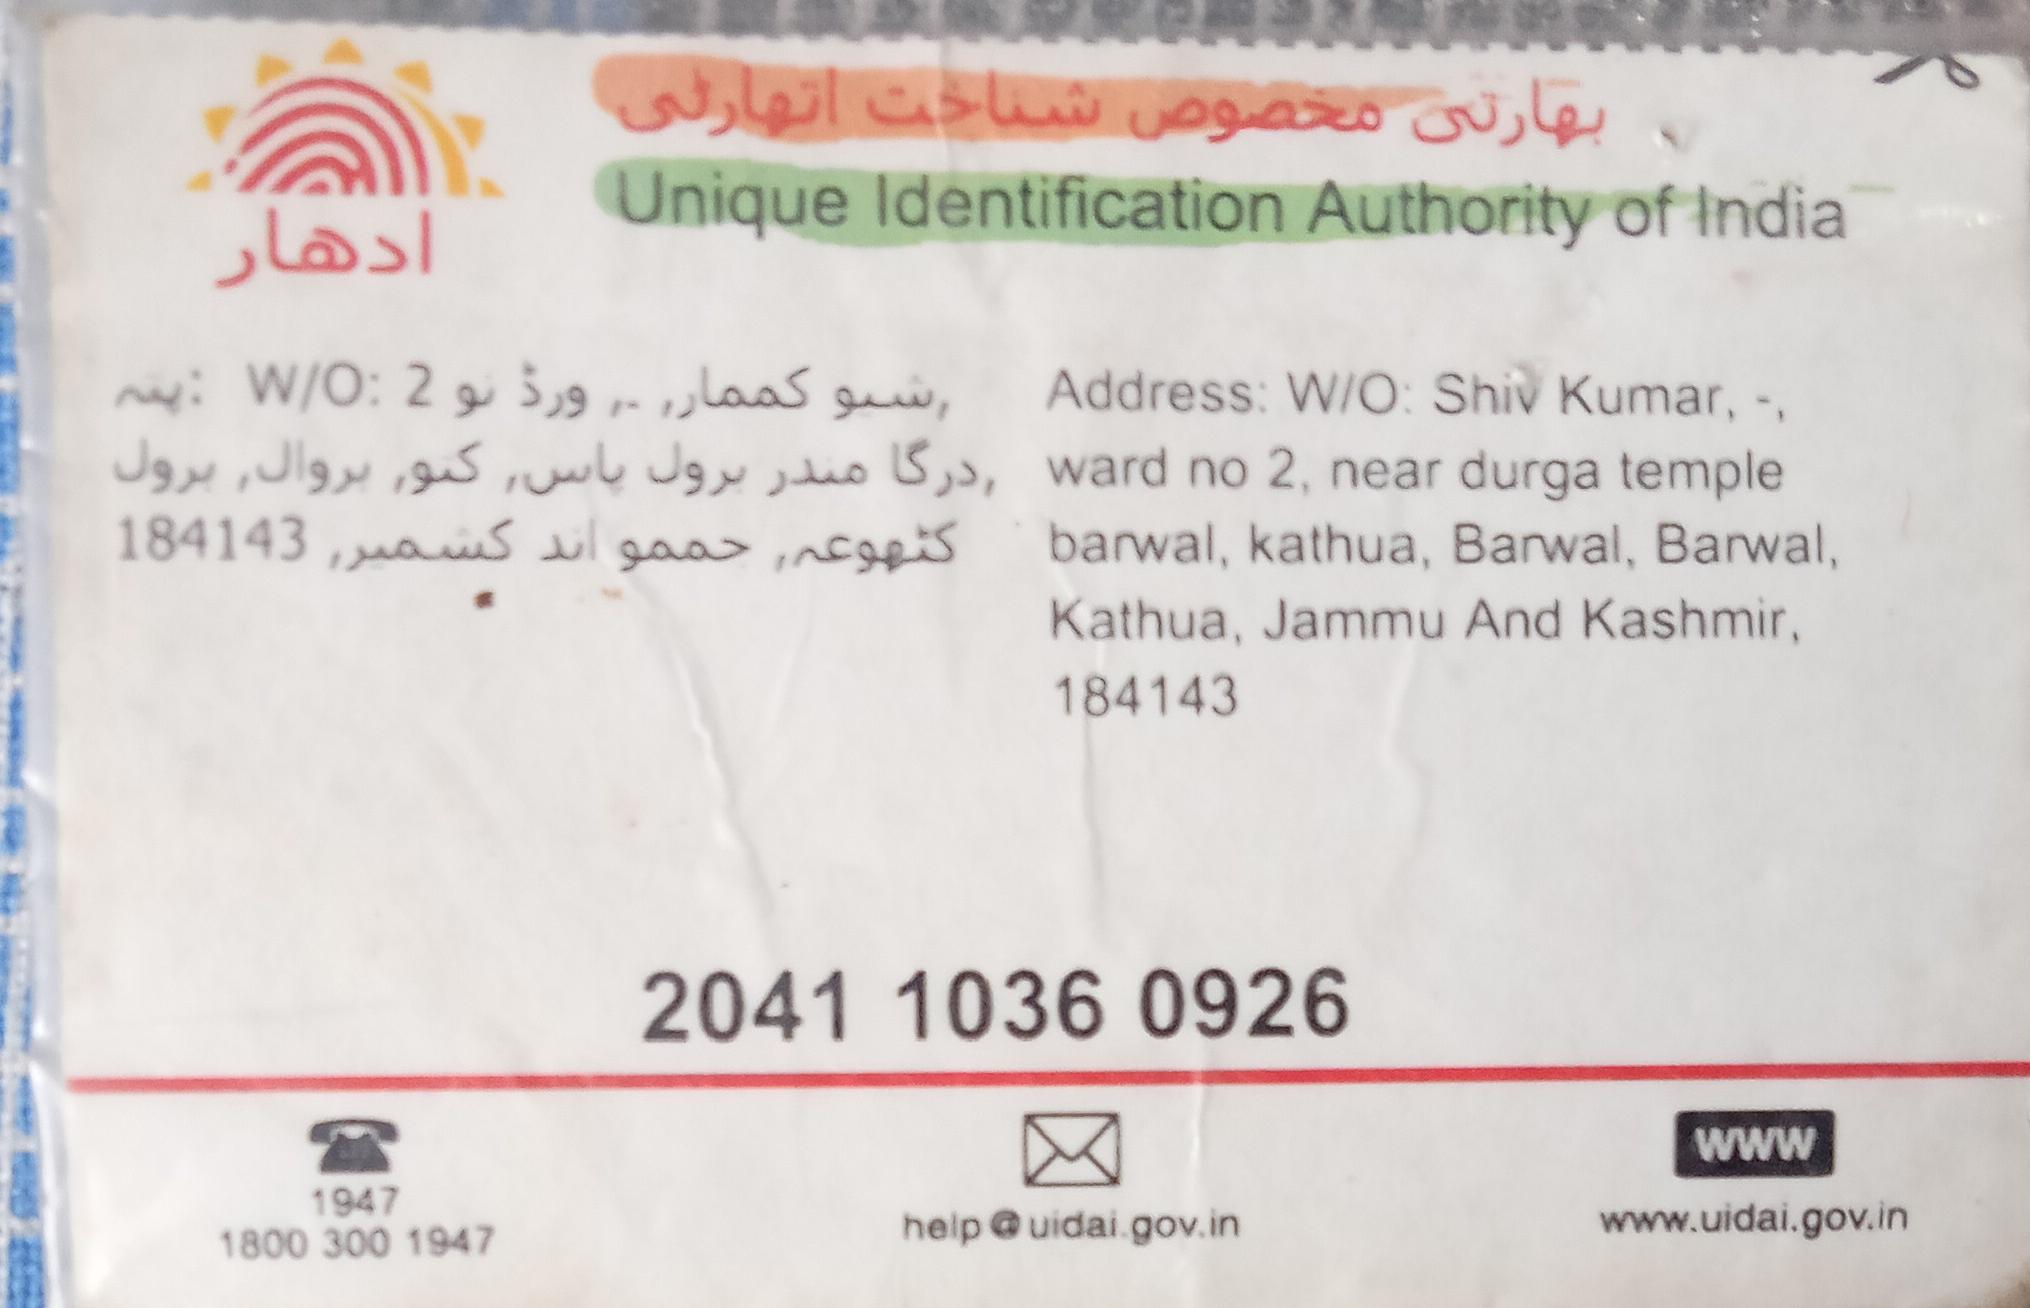 بھارتی مخصوص شناخت اتھارٹی
Unique Identification Authority of India
ادھار
پتہ: W/O: شیو کممار, -, ورڈ نو 2,
درگا مندر برول پاس, کتو, بروال, برول,
کٹھوعہ, جممو اند کشمیر, 184143
Address: W/O: Shiv Kumar, -,
ward no 2, near durga temple
barwal, kathua, Barwal, Barwal,
Kathua, Jammu And Kashmir,
184143
2041 1036 0926
1947
1800 300 1947
help@uidai.gov.in
www
www.uidai.gov.in